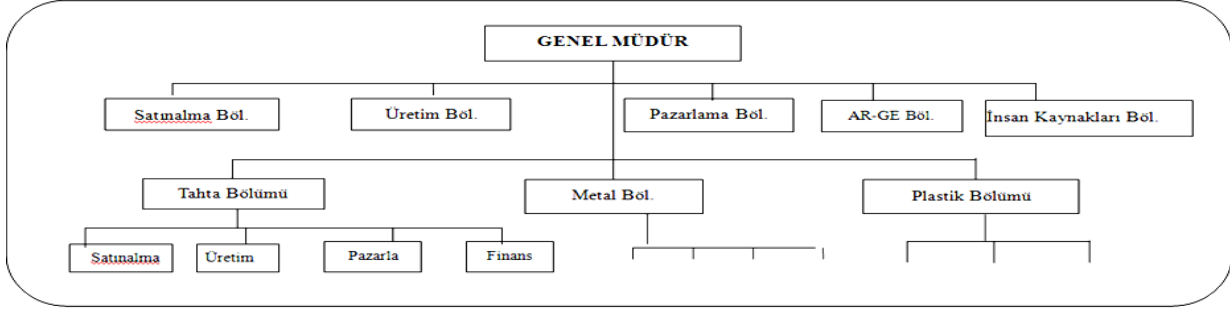 GENEL MÜDÜR
Satınalma Böl.
Üretim Böl.
Pazarlama Böl.
AR-GE Böl.
İnsan Kaynakları Böl.
Tahta Bölümü
Metal Böl.
Plastik Bölümü
Satınalma
Üretim
Pazarla
Finans